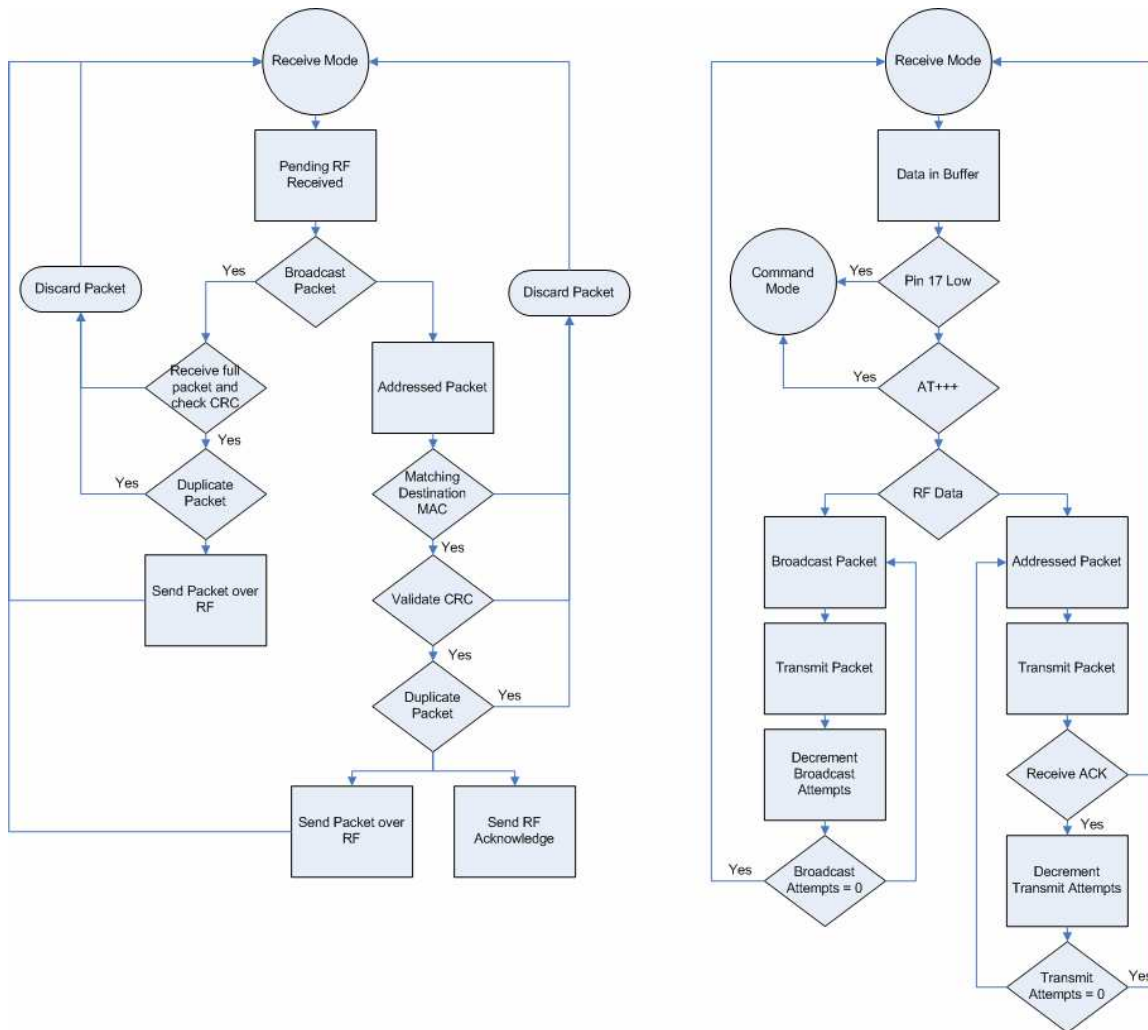 Receive Mode
Pending RF
Received
Yes
Broadcast
Packet
Discard Packet
Discard Packet
Receive full
packet and
check CRC
Addressed Packet
Yes
Yes
Duplicate
Packet
Matching
Destination
MAC
Yes
Send Packet over
RF
Validate CRC
Yes
Duplicate
Packet
Yes
Send Packet over
RF
Send RF
Acknowledge
Receive Mode
Data in Buffer
Command
Mode
Yes
Pin 17 Low
Yes
AT+++
RF Data
Broadcast Packet
Addressed Packet
Transmit Packet
Transmit Packet
Decrement
Broadcast
Attempts
Receive ACK
Yes
Yes
Broadcast
Attempts = 0
Decrement
Transmit Attempts
Transmit
Attempts = 0
Yes